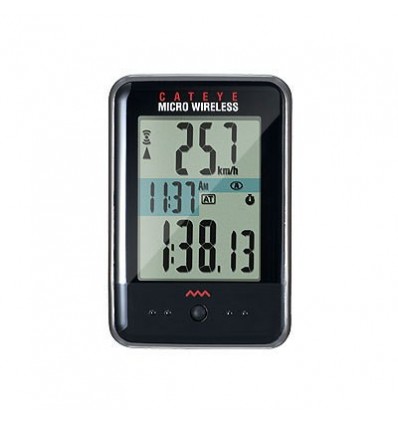 CATEYE
MICRO WIRELESS
25.7
km/h
11:37 AM A
AT
1:38.13